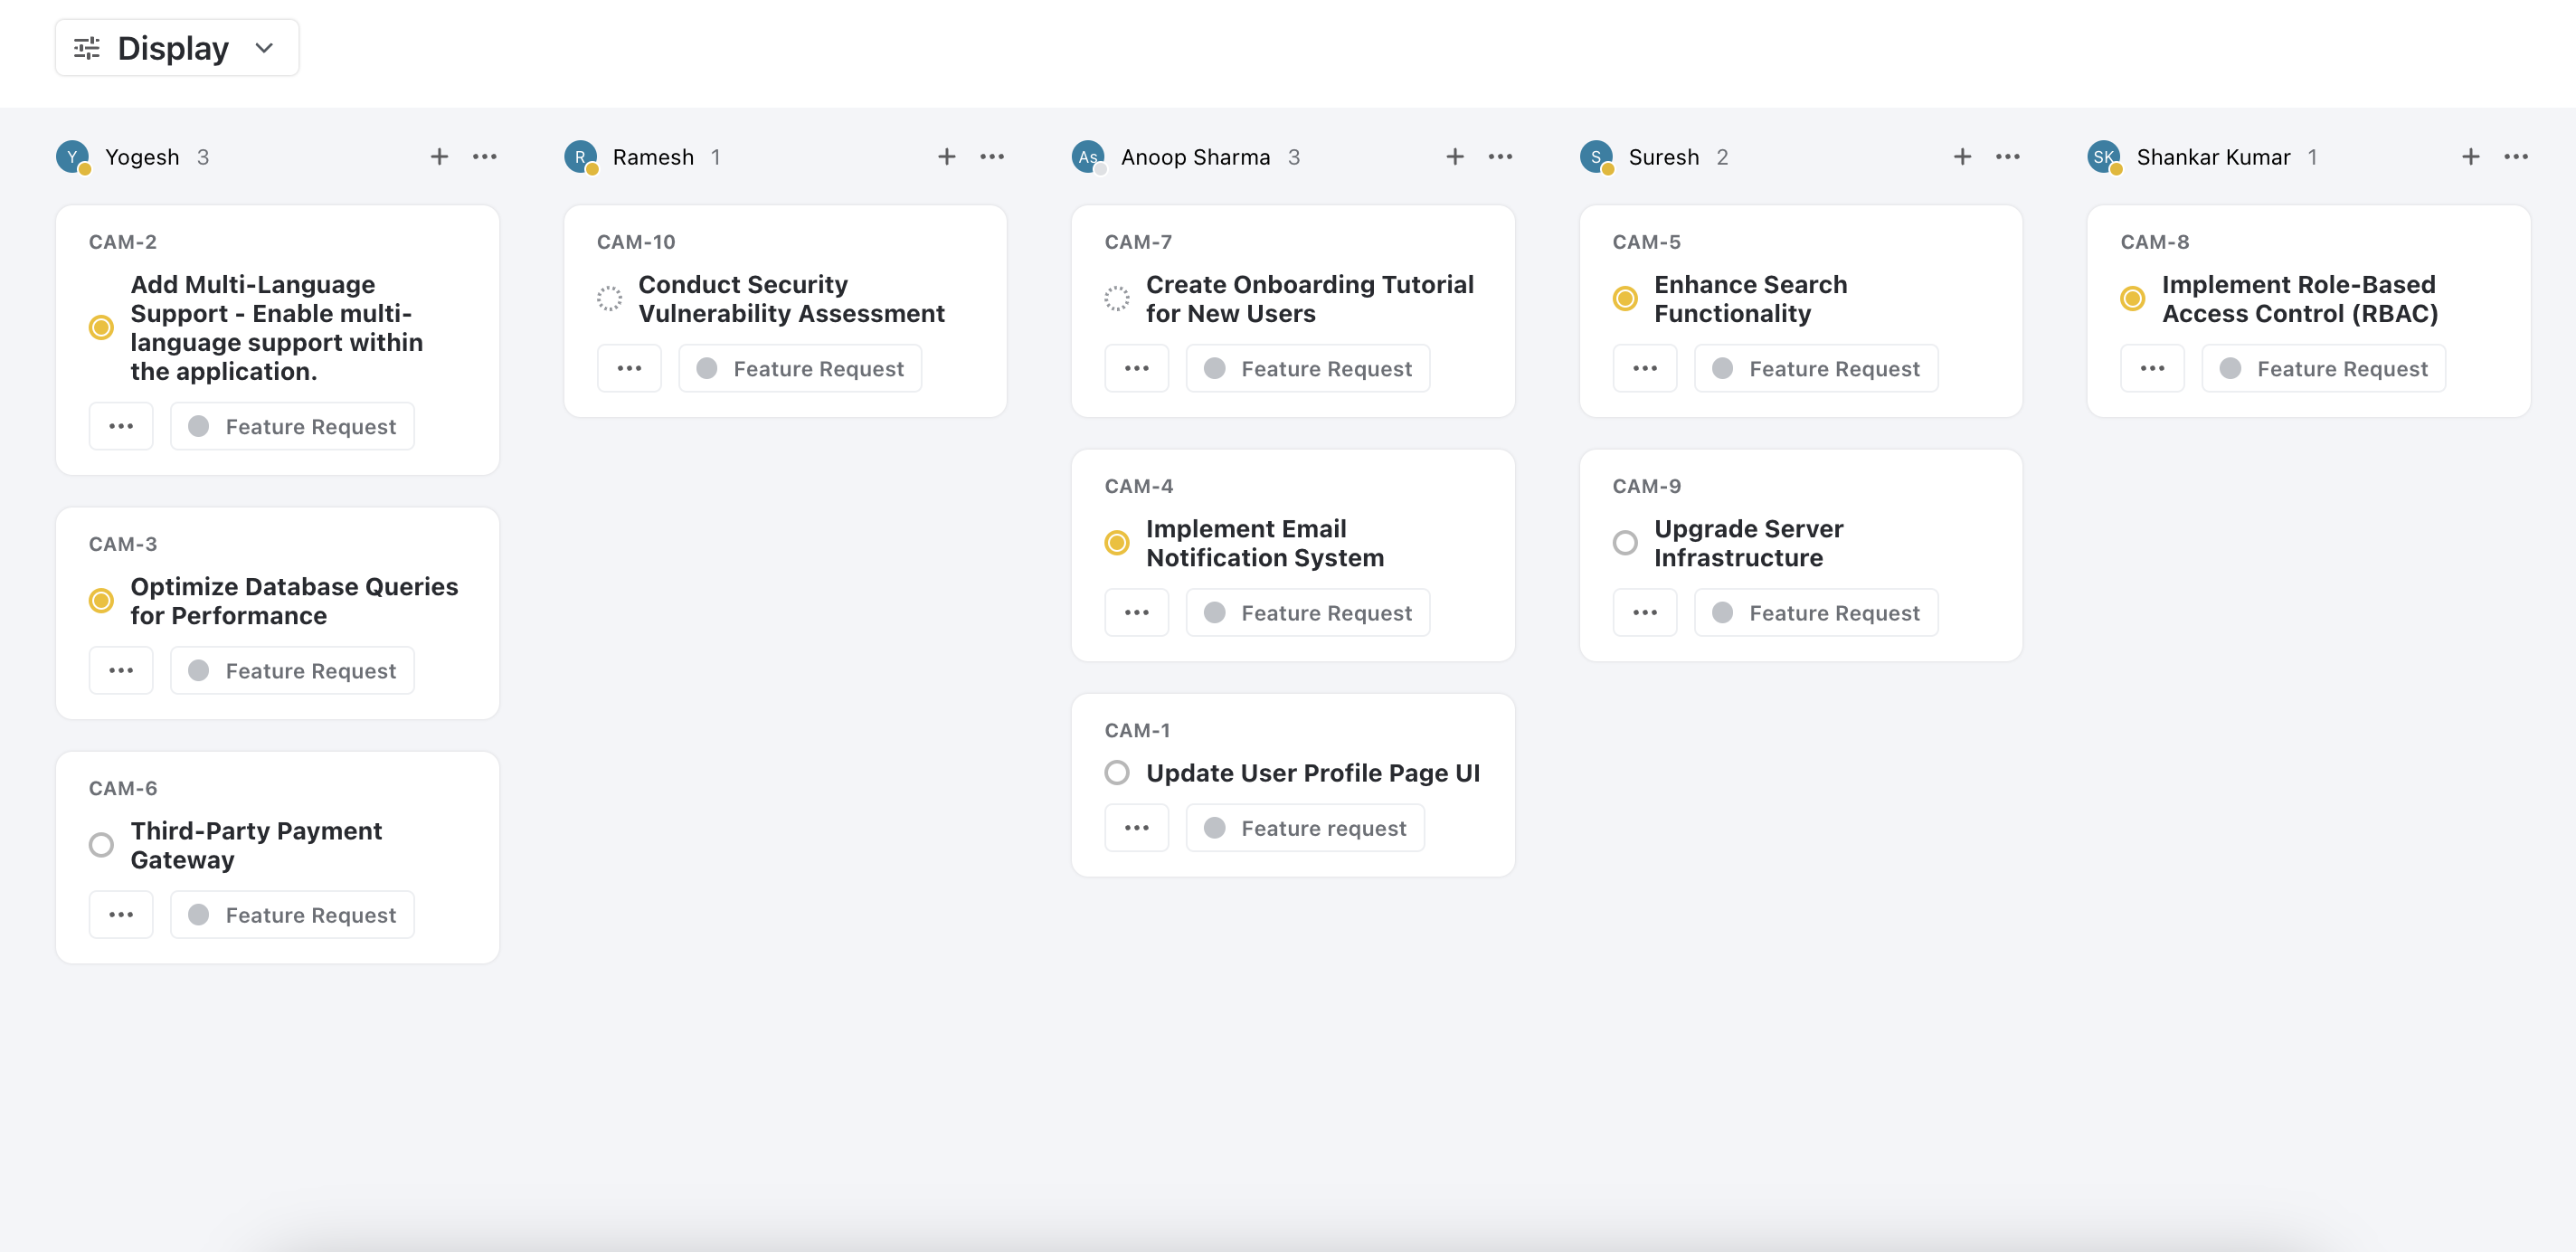 Display
Y Yogesh 3
CAM-2
Add Multi-Language
Support - Enable multi-
language support within
the application.
Feature Request
CAM-3
Optimize Database Queries
for Performance
Feature Request
CAM-6
Third-Party Payment
Gateway
Feature Request
R Ramesh 1
CAM-10
Conduct Security
Vulnerability Assessment
Feature Request
As Anoop Sharma 3
CAM-7
Create Onboarding Tutorial
for New Users
Feature Request
CAM-4
Implement Email
Notification System
Feature Request
CAM-1
Update User Profile Page UI
Feature request
S Suresh 2
CAM-5
Enhance Search
Functionality
Feature Request
CAM-9
Upgrade Server
Infrastructure
Feature Request
SK Shankar Kumar 1
CAM-8
Implement Role-Based
Access Control (RBAC)
Feature Request